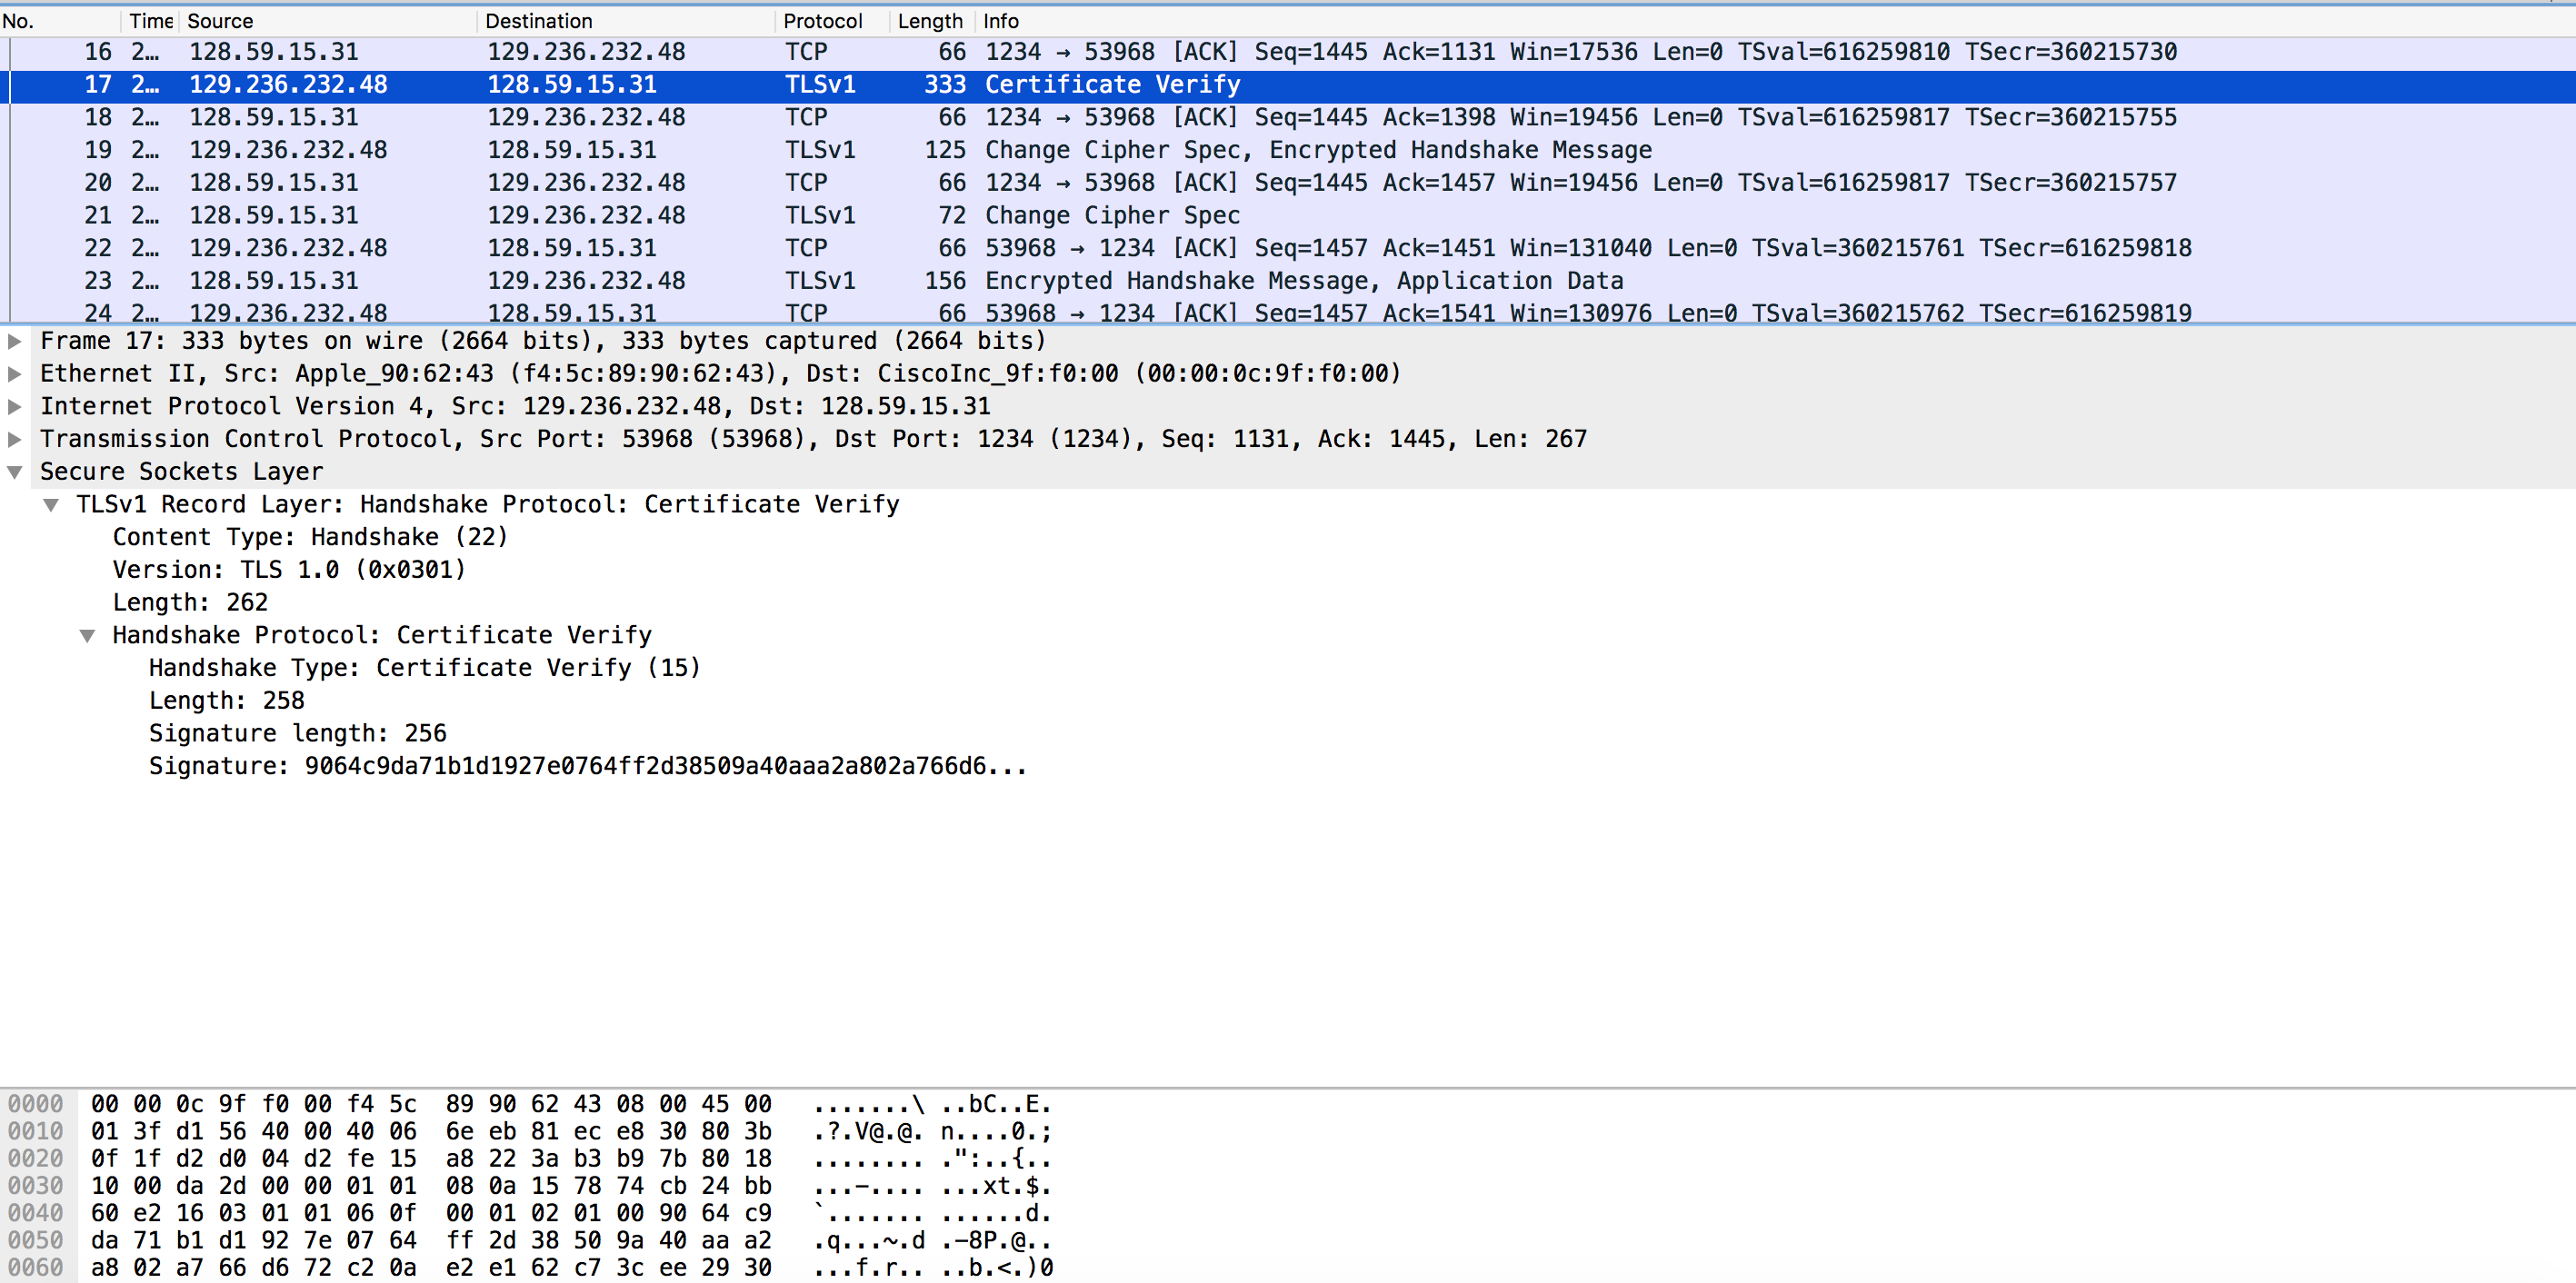 No. Time Source Destination Protocol Length Info
16 2… 128.59.15.31 129.236.232.48 TCP 66 1234 → 53968 [ACK] Seq=1445 Ack=1131 Win=17536 Len=0 TSval=616259810 TSecr=360215730
17 2… 129.236.232.48 128.59.15.31 TLSv1 333 Certificate Verify
18 2… 128.59.15.31 129.236.232.48 TCP 66 1234 → 53968 [ACK] Seq=1445 Ack=1398 Win=19456 Len=0 TSval=616259817 TSecr=360215755
19 2… 129.236.232.48 128.59.15.31 TLSv1 125 Change Cipher Spec, Encrypted Handshake Message
20 2… 128.59.15.31 129.236.232.48 TCP 66 1234 → 53968 [ACK] Seq=1445 Ack=1457 Win=19456 Len=0 TSval=616259817 TSecr=360215757
21 2… 128.59.15.31 129.236.232.48 TLSv1 72 Change Cipher Spec
22 2… 129.236.232.48 128.59.15.31 TCP 66 53968 → 1234 [ACK] Seq=1457 Ack=1451 Win=131040 Len=0 TSval=360215761 TSecr=616259818
23 2… 128.59.15.31 129.236.232.48 TLSv1 156 Encrypted Handshake Message, Application Data
24 2… 129.236.232.48 128.59.15.31 TCP 66 53968 → 1234 [ACK] Seq=1457 Ack=1541 Win=130976 Len=0 TSval=360215762 TSecr=616259819
Frame 17: 333 bytes on wire (2664 bits), 333 bytes captured (2664 bits)
Ethernet II, Src: Apple_90:62:43 (f4:5c:89:90:62:43), Dst: CiscoInc_9f:f0:00 (00:00:0c:9f:f0:00)
Internet Protocol Version 4, Src: 129.236.232.48, Dst: 128.59.15.31
Transmission Control Protocol, Src Port: 53968 (53968), Dst Port: 1234 (1234), Seq: 1131, Ack: 1445, Len: 267
Secure Sockets Layer
TLSv1 Record Layer: Handshake Protocol: Certificate Verify
Content Type: Handshake (22)
Version: TLS 1.0 (0x0301)
Length: 262
Handshake Protocol: Certificate Verify
Handshake Type: Certificate Verify (15)
Length: 258
Signature length: 256
Signature: 9064c9da71b1d1927e0764ff2d38509a40aaa2a802a766d6...
0000 00 00 0c 9f f0 00 f4 5c 89 90 62 43 08 00 45 00 .......\ ..bC..E.
0010 01 3f d1 56 40 00 40 06 6e eb 81 ec e8 30 80 3b .?.V@.@. n....0.;
0020 0f 1f d2 d0 04 d2 fe 15 a8 22 3a b3 b9 7b 80 18 ........ .":..{..
0030 10 00 da 2d 00 00 01 01 08 0a 15 78 74 cb 24 bb ...-.... ...xt.$.
0040 60 e2 16 03 01 01 06 0f 00 01 02 01 00 90 64 c9 `....... ......d.
0050 da 71 b1 d1 92 7e 07 64 ff 2d 38 50 9a 40 aa a2 .q...~.d .-8P.@..
0060 a8 02 a7 66 d6 72 c2 0a e2 e1 62 c7 3c ee 29 30 ...f.r.. ..b.<.)0